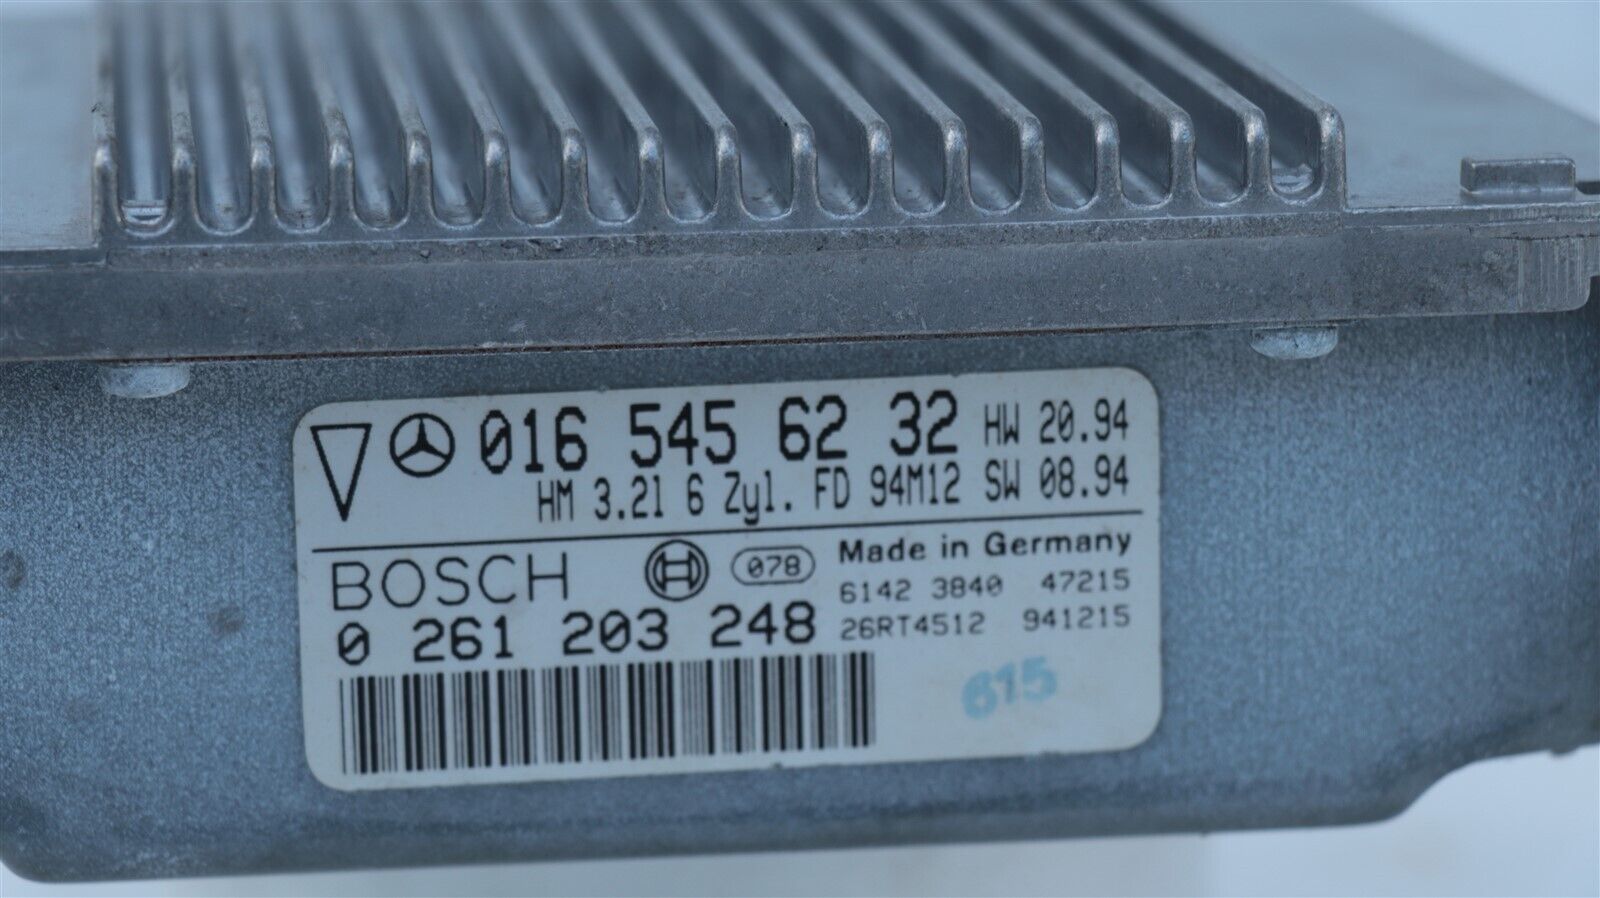 016 545 62 32 HW 20.94
HM 3.2l 6 Zyl. FD 94M12 SW 08.94
BOSCH 078 Made in Germany
6142 3840 47215
0 261 203 248 26RT4512 941215
615